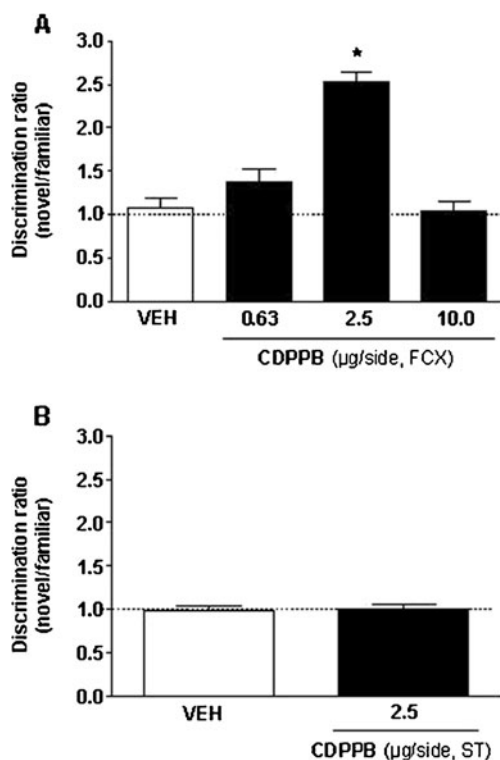 A
Discrimination ratio
(novel/familiar)
3.0
2.5
2.0
1.5
1.0
0.5
0.0
★
VEH
0.63
2.5
10.0
CDPPB (µg/side, FCX)
B
Discrimination ratio
(novel/familiar)
3.0
2.5
2.0
1.5
1.0
0.5
0.0
VEH
2.5
CDPPB (µg/side, ST)